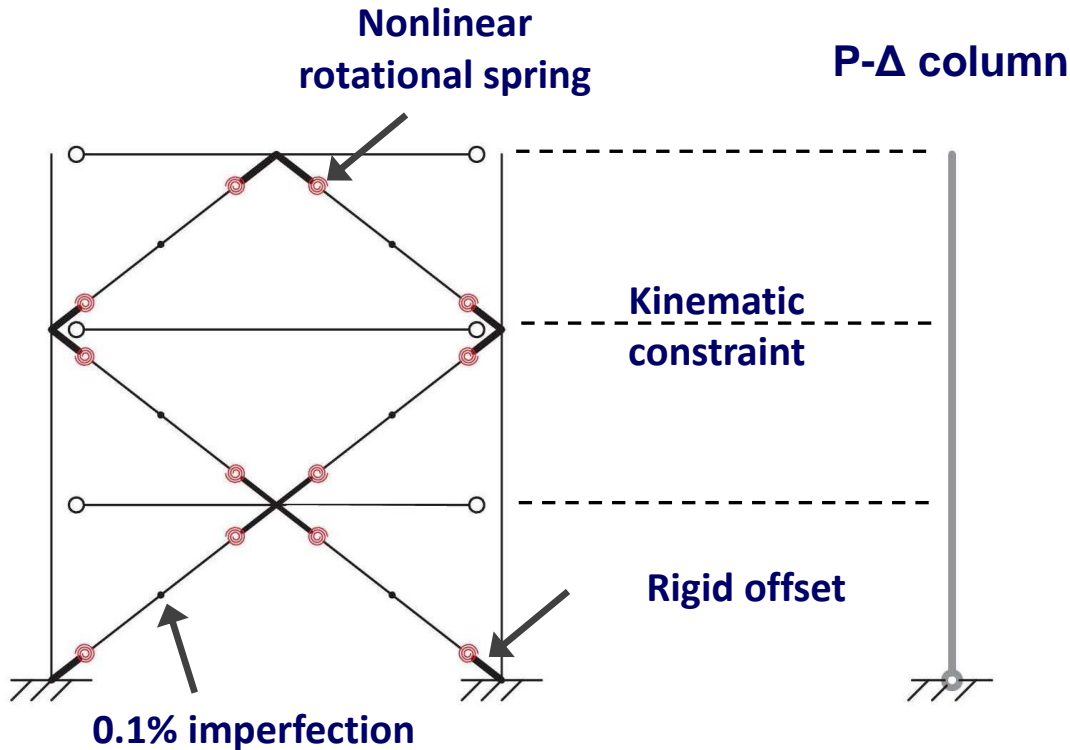 Nonlinear
rotational spring
P-Δ column
Kinematic
constraint
Rigid offset
0.1% imperfection